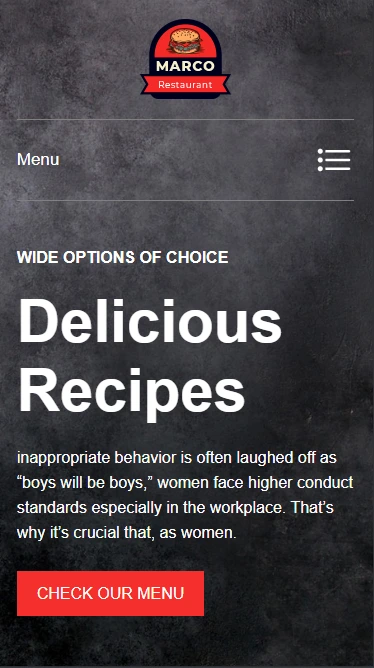 MARCO
Restaurant
Menu
WIDE OPTIONS OF CHOICE
Delicious
Recipes
inappropriate behavior is often laughed off as
“boys will be boys,” women face higher conduct
standards especially in the workplace. That’s
why it’s crucial that, as women.
CHECK OUR MENU